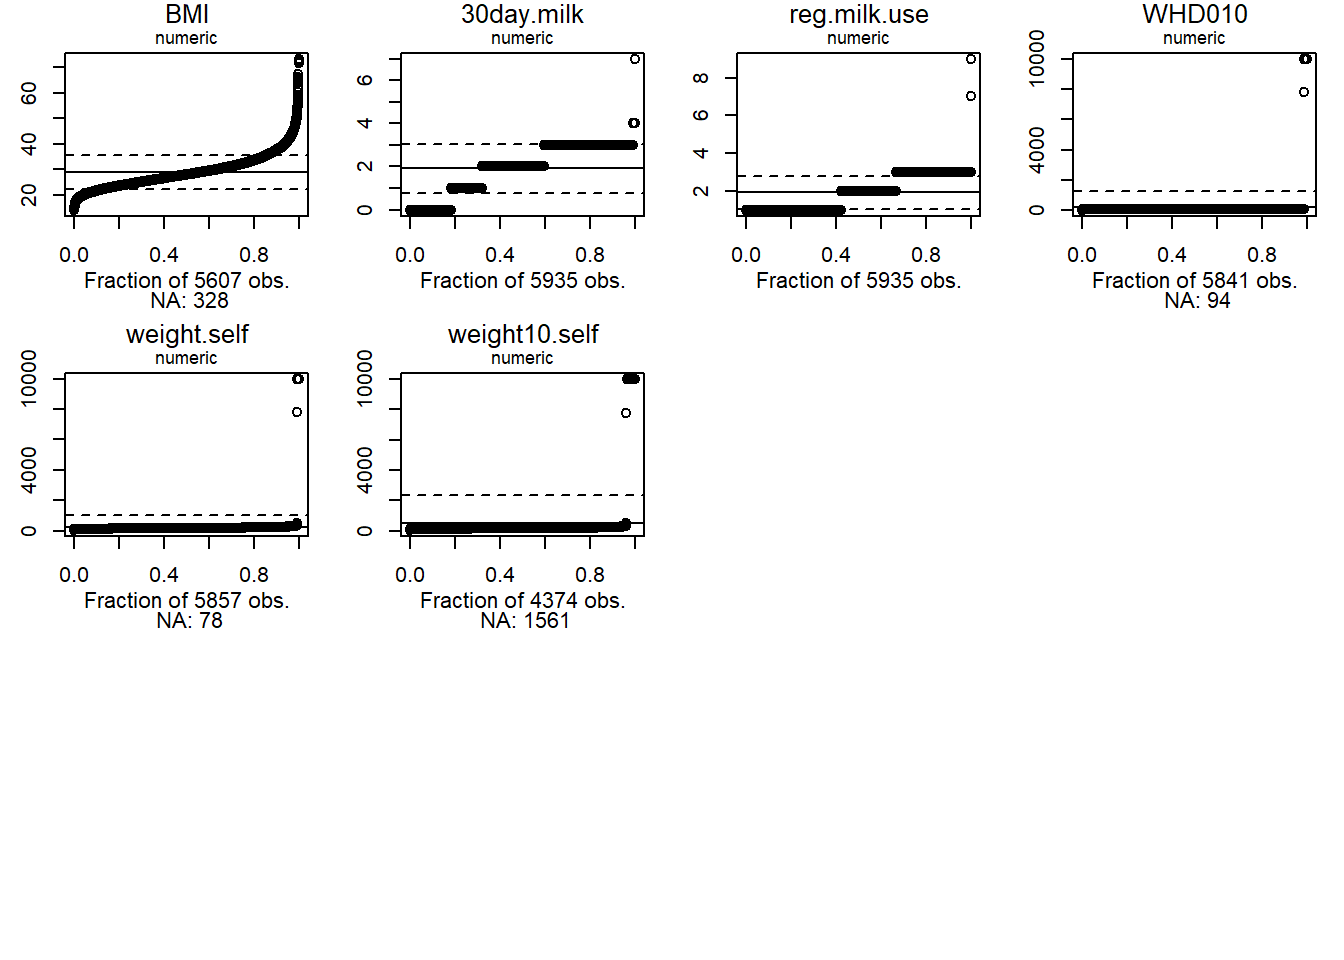 BMI
numeric
20 40 60
0.0 0.4 0.8
Fraction of 5607 obs.
NA: 328
30day.milk
numeric
0 2 4 6
0.0 0.4 0.8
Fraction of 5935 obs.
reg.milk.use
numeric
2 4 6 8
0.0 0.4 0.8
Fraction of 5935 obs.
WHD010
numeric
0 4000 10000
0.0 0.4 0.8
Fraction of 5841 obs.
NA: 94
weight.self
numeric
0 4000 10000
0.0 0.4 0.8
Fraction of 5857 obs.
NA: 78
weight10.self
numeric
0 4000 10000
0.0 0.4 0.8
Fraction of 4374 obs.
NA: 1561